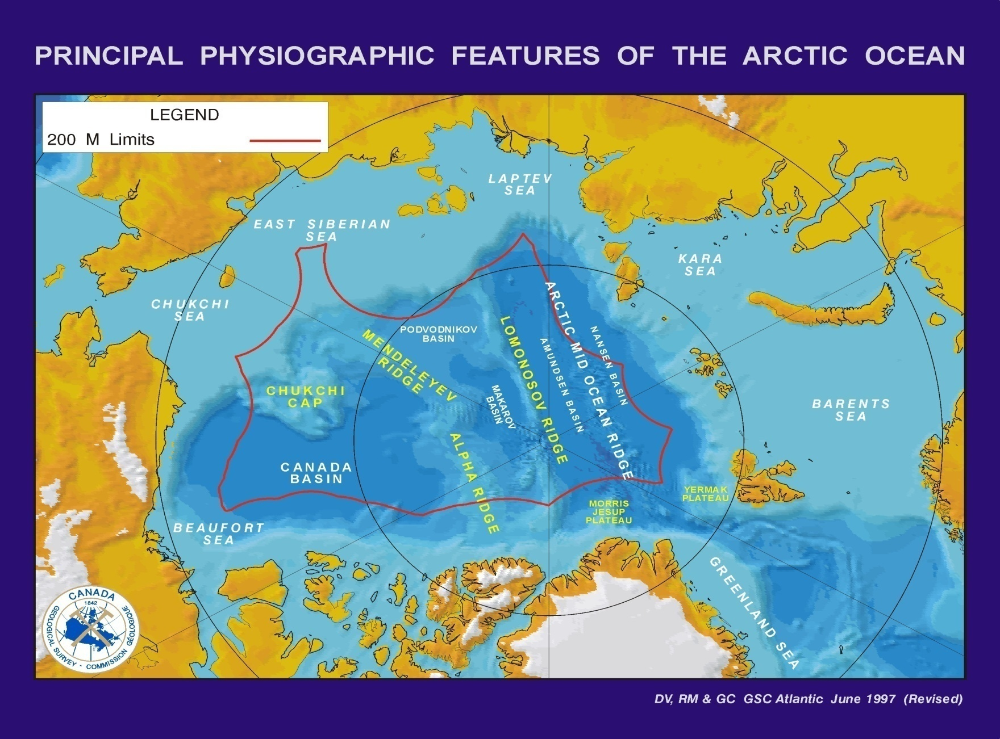 PRINCIPAL PHYSIOGRAPHIC FEATURES OF THE ARCTIC OCEAN
LEGEND
200 M Limits
LAPTEV
SEA
EAST SIBERIAN
SEA
KARA
SEA
CHUKCHI
SEA
PODVODNIKOV
BASIN
MENDELEYEV
RIDGE
LOMONOSOV RIDGE
ARCTIC MID OCEAN RIDGE
NANSEN BASIN
AMUNDSEN BASIN
MAKAROV
BASIN
CHUKCHI
CAP
BARENTS
SEA
ALPHA RIDGE
CANADA
BASIN
YERMAK
PLATEAU
MORRIS
JESUP
PLATEAU
BEAUFORT
SEA
GREENLAND SEA
CANADA
1842
GEOLOGICAL SURVEY - COMMISSION GÉOLOGIQUE
DV, RM & GC GSC Atlantic June 1997 (Revised)